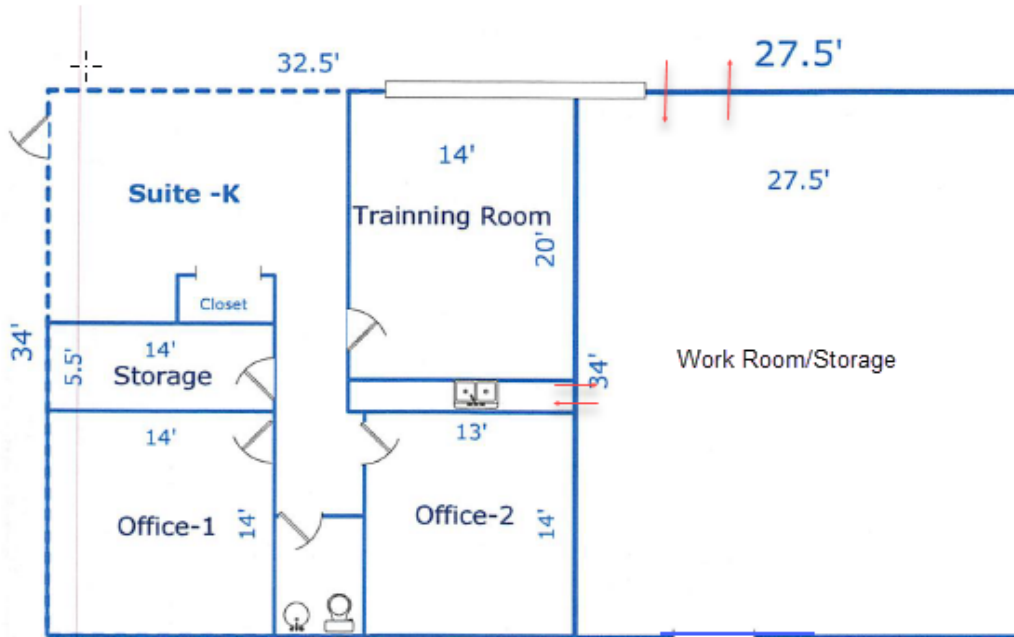 32.5'
27.5'
14'
27.5'
Suite -K
Trainning Room
20'
Closet
34'
5.5'
14'
Storage
34'
Work Room/Storage
14'
13'
Office-1
14'
Office-2
14'